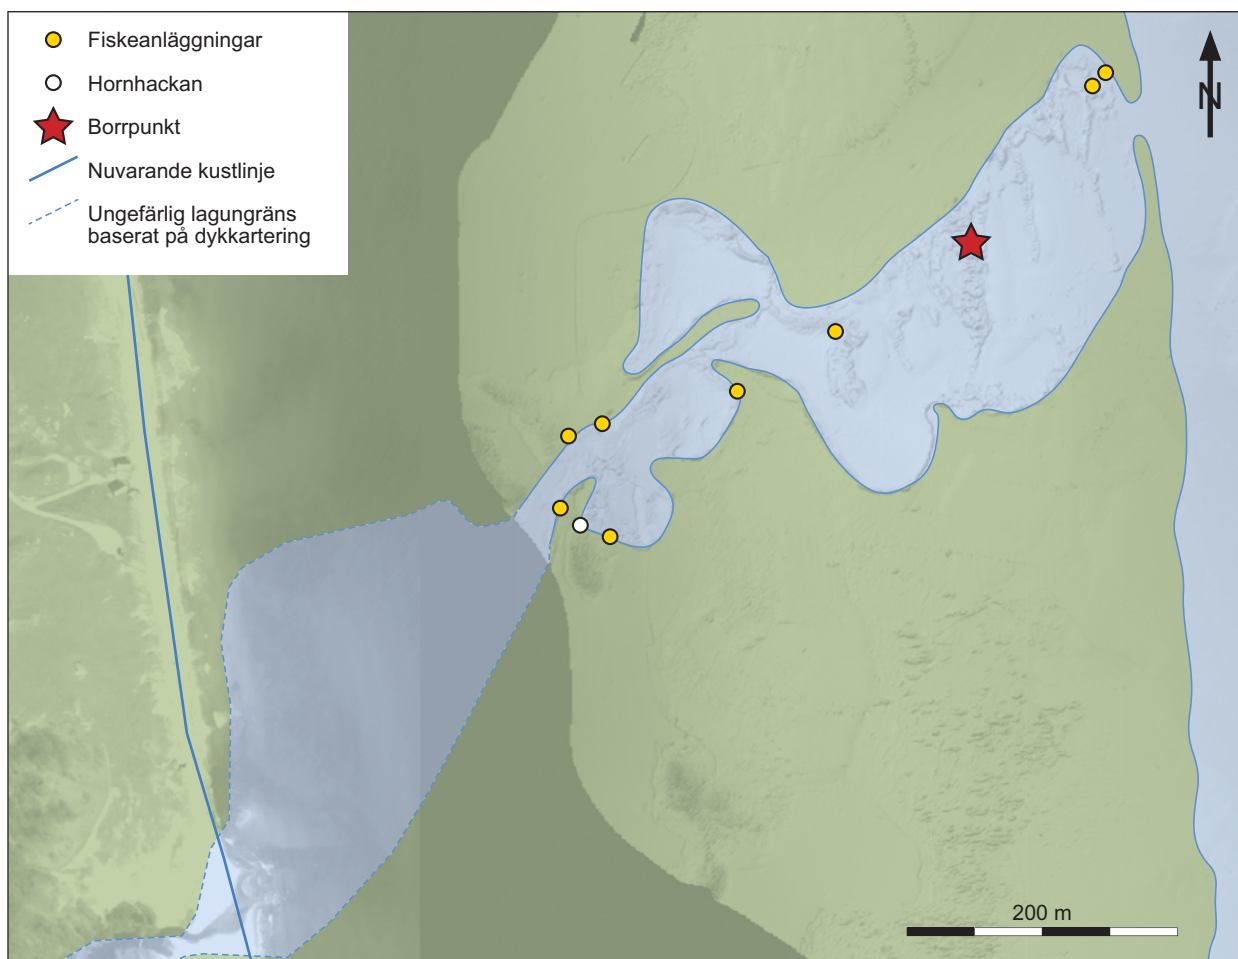 Fiskeanläggningar
Hornhackan
Borrpunkt
Nuvarande kustlinje
Ungefärlig lagungräns
baserat på dykkartering
N
200 m